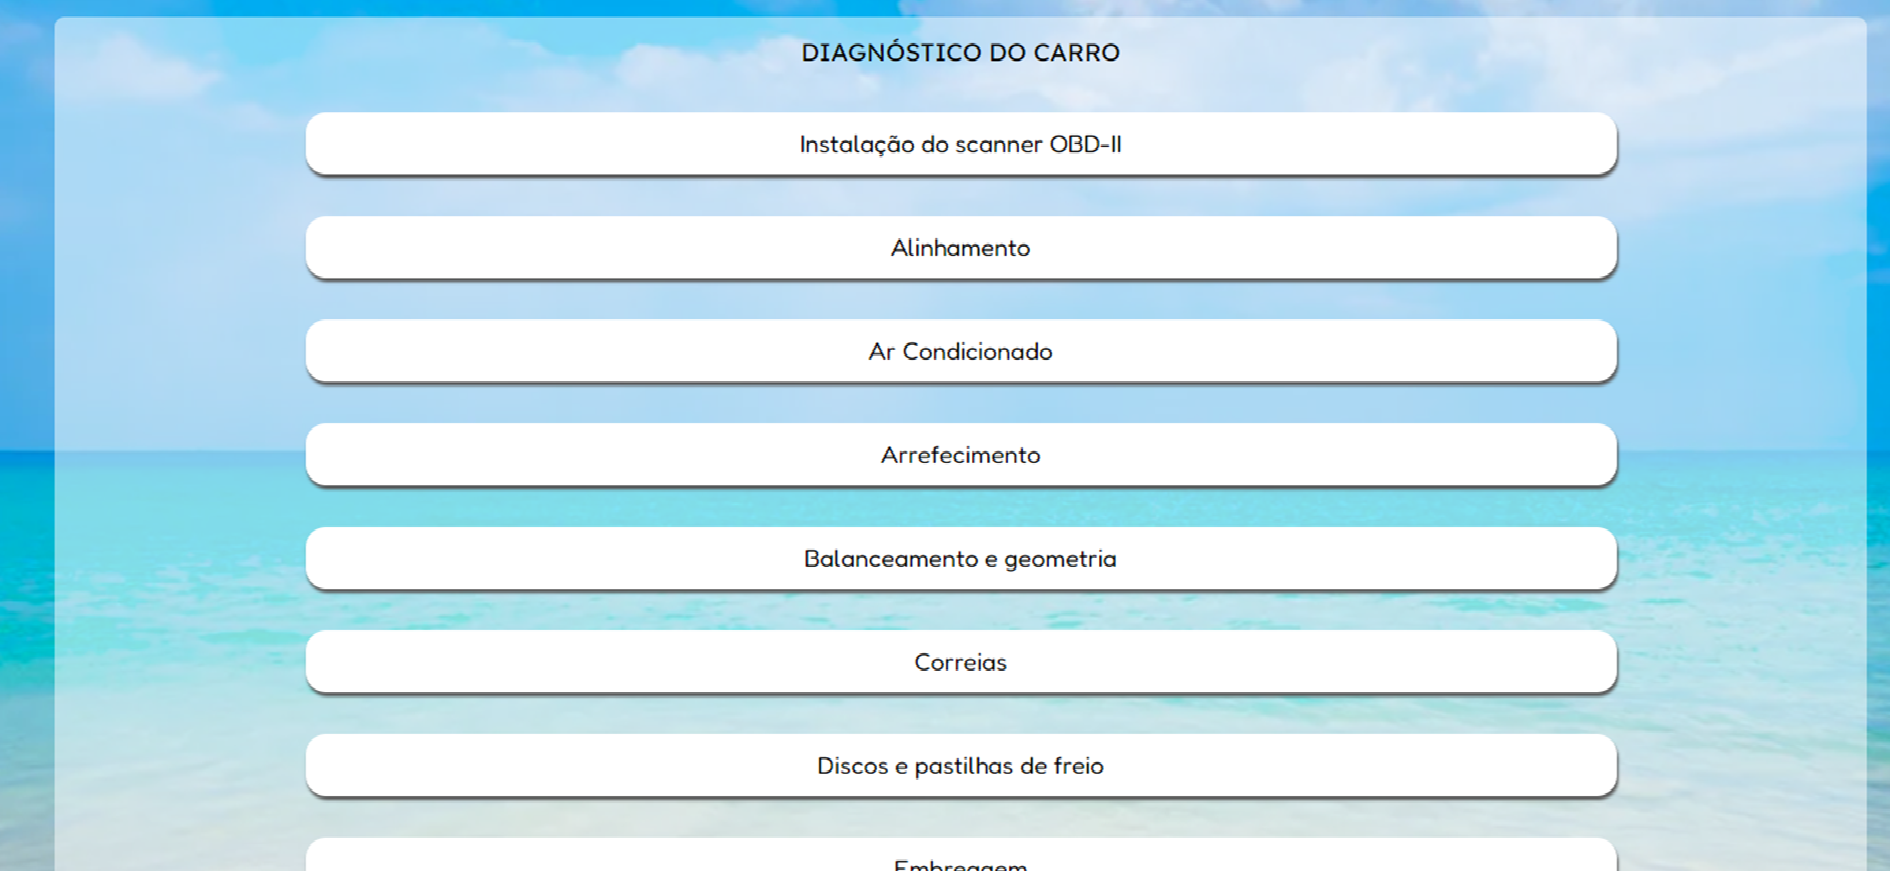 DIAGNÓSTICO DO CARRO
Instalação do scanner OBD-II
Alinhamento
Ar Condicionado
Arrefecimento
Balanceamento e geometria
Correias
Discos e pastilhas de freio
Embreagem